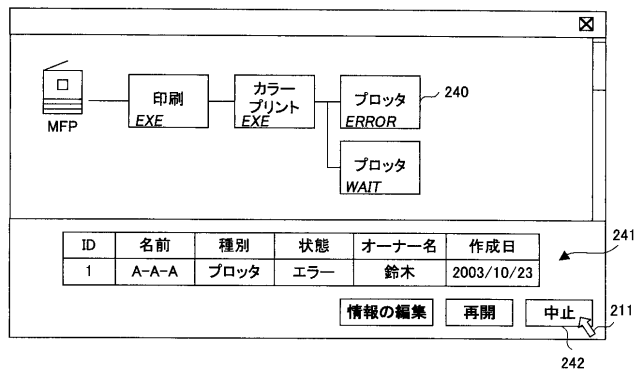 印刷
EXE
カラー
プリント
EXE
プロッタ
ERROR
240
MFP
プロッタ
WAIT
241
ID 名前 種別 状態 オーナー名 作成日
1 A-A-A プロッタ エラー 鈴木 2003/10/23
情報の編集 再開 中止
211
242